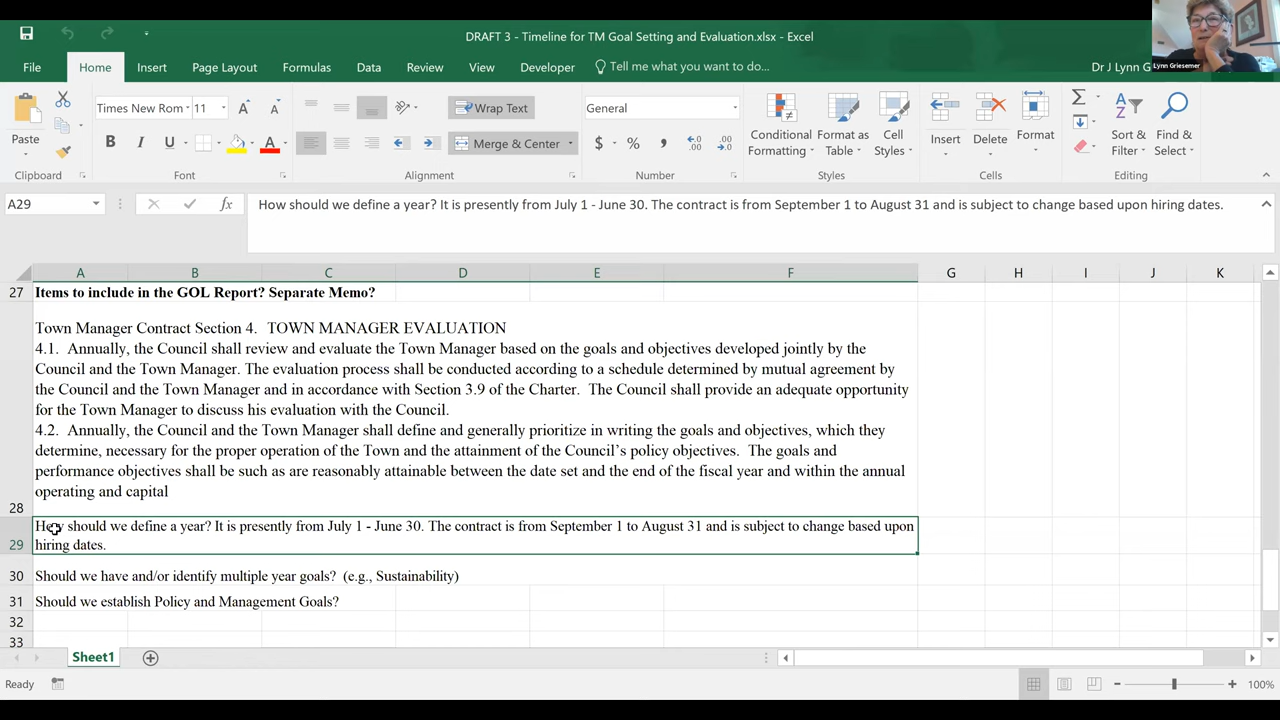 DRAFT 3 - Timeline for TM Goal Setting and Evaluation.xlsx - Excel
Lynn Griesemer
File Home Insert Page Layout Formulas Data Review View Developer Tell me what you want to do... Dr J Lynn G
Times New Rom 11
Wrap Text
General
Paste
B I U
Merge & Center
$ % ,
Conditional Formatting
Format as Table
Cell Styles
Insert
Delete
Format
Sort & Filter
Find & Select
Clipboard Font Alignment Number Styles Cells Editing
A29 fx How should we define a year? It is presently from July 1 - June 30. The contract is from September 1 to August 31 and is subject to change based upon hiring dates.
A B C D E F G H I J K
27 Items to include in the GOL Report? Separate Memo?
Town Manager Contract Section 4. TOWN MANAGER EVALUATION
4.1. Annually, the Council shall review and evaluate the Town Manager based on the goals and objectives developed jointly by the
Council and the Town Manager. The evaluation process shall be conducted according to a schedule determined by mutual agreement by
the Council and the Town Manager and in accordance with Section 3.9 of the Charter. The Council shall provide an adequate opportunity
for the Town Manager to discuss his evaluation with the Council.
4.2. Annually, the Council and the Town Manager shall define and generally prioritize in writing the goals and objectives, which they
determine, necessary for the proper operation of the Town and the attainment of the Council's policy objectives. The goals and
performance objectives shall be such as are reasonably attainable between the date set and the end of the fiscal year and within the annual
operating and capital
28
How should we define a year? It is presently from July 1 - June 30. The contract is from September 1 to August 31 and is subject to change based upon
29 hiring dates.
30 Should we have and/or identify multiple year goals? (e.g., Sustainability)
31 Should we establish Policy and Management Goals?
32
33
Sheet1
Ready
100%